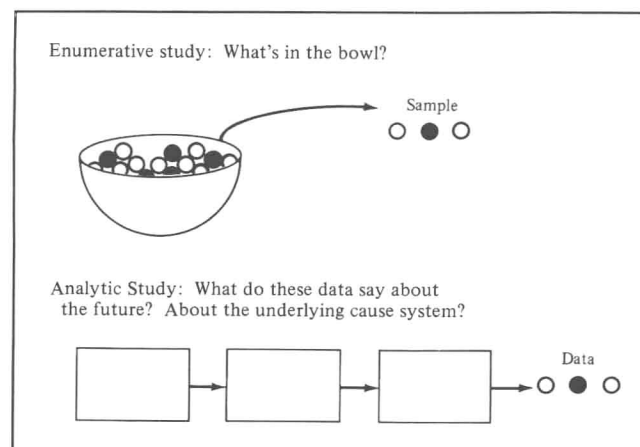 Enumerative study: What's in the bowl?
Sample
Analytic Study: What do these data say about
the future? About the underlying cause system?
Data